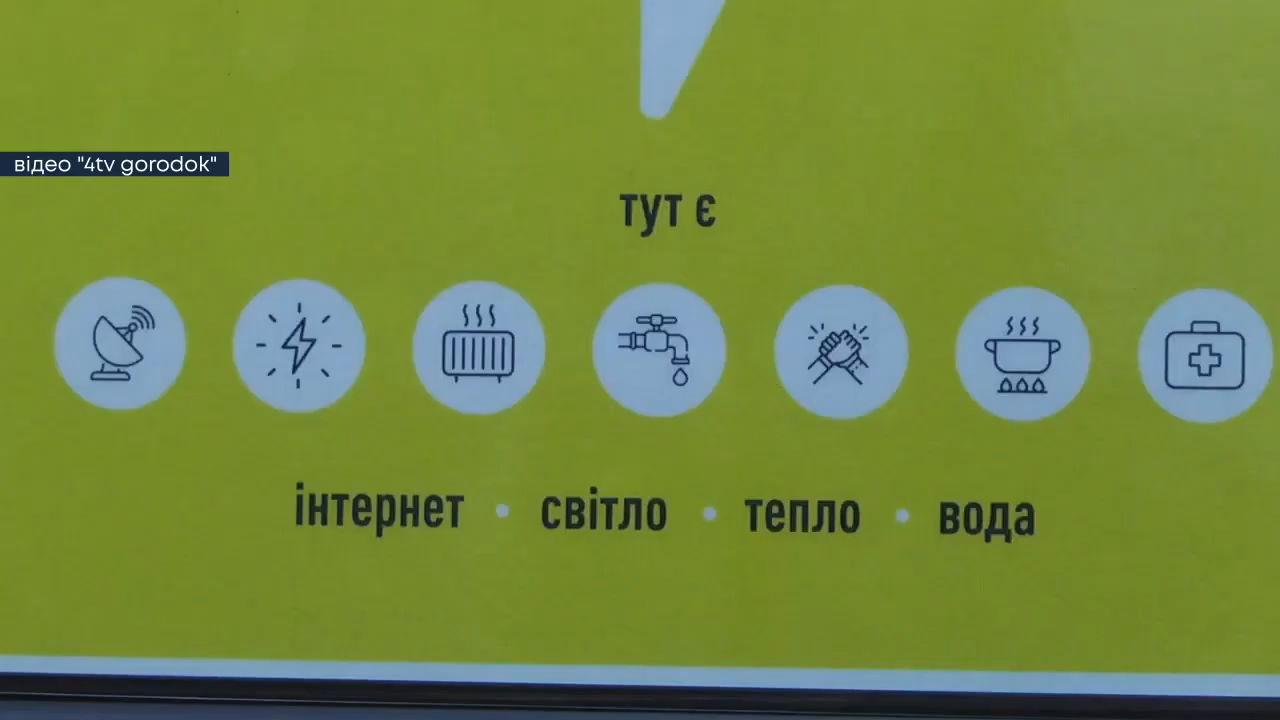 відео "4tv gorodok"
тут є
інтернет • світло • тепло • вода